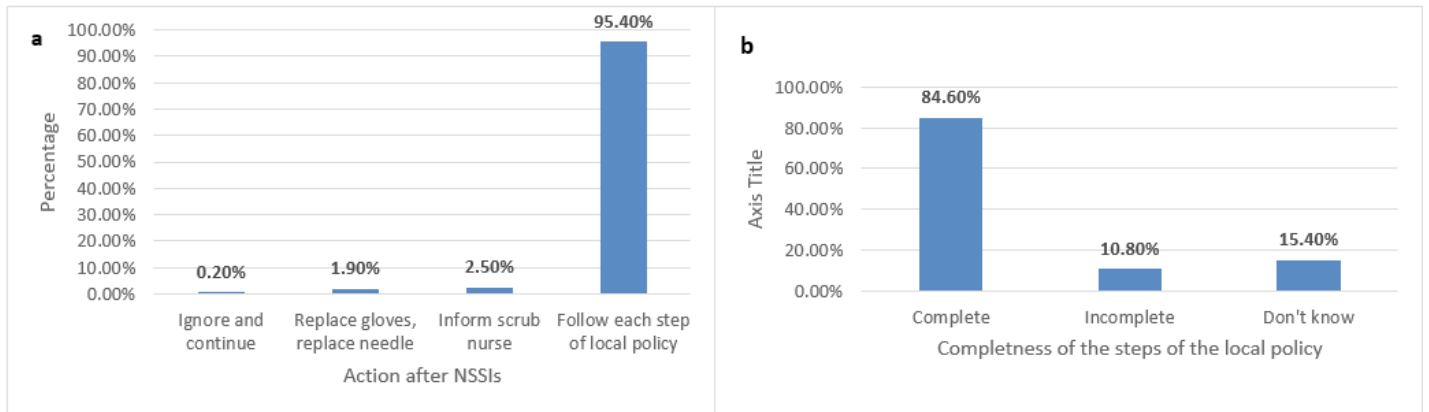 a
Percentage
100.00%
90.00%
80.00%
70.00%
60.00%
50.00%
40.00%
30.00%
20.00%
10.00%
0.00%
0.20%
1.90%
2.50%
95.40%
Ignore and
continue
Replace gloves,
replace needle
Inform scrub
nurse
Follow each step
of local policy
Action after NSSIs
b
Axis Title
100.00%
80.00%
60.00%
40.00%
20.00%
0.00%
84.60%
10.80%
15.40%
Complete
Incomplete
Don't know
Completness of the steps of the local policy